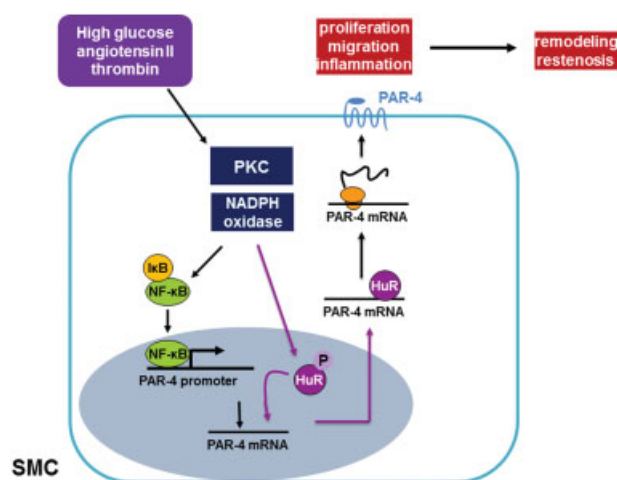 High glucose
angiotensin II
thrombin
proliferation
migration
inflammation
remodeling
restenosis
PAR-4
PKC
NADPH
oxidase
PAR-4 mRNA
IκB
NF-κB
HuR
PAR-4 mRNA
NF-κB
PAR-4 promoter
P
HuR
PAR-4 mRNA
SMC